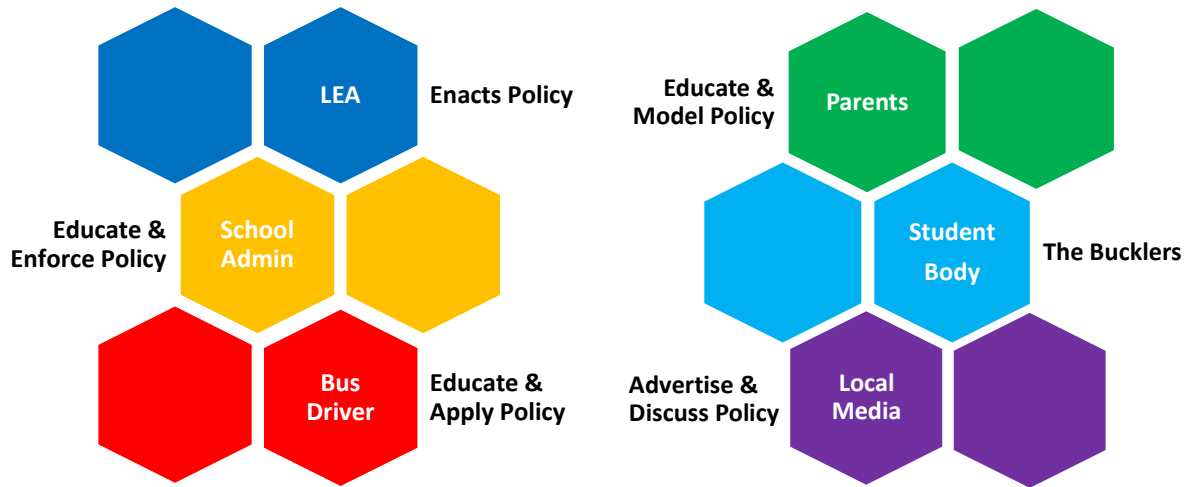 LEA
Enacts Policy
Educate &
Enforce Policy
School
Admin
Bus
Driver
Educate &
Apply Policy
Educate &
Model Policy
Parents
Student
Body
The Bucklers
Advertise &
Discuss Policy
Local
Media